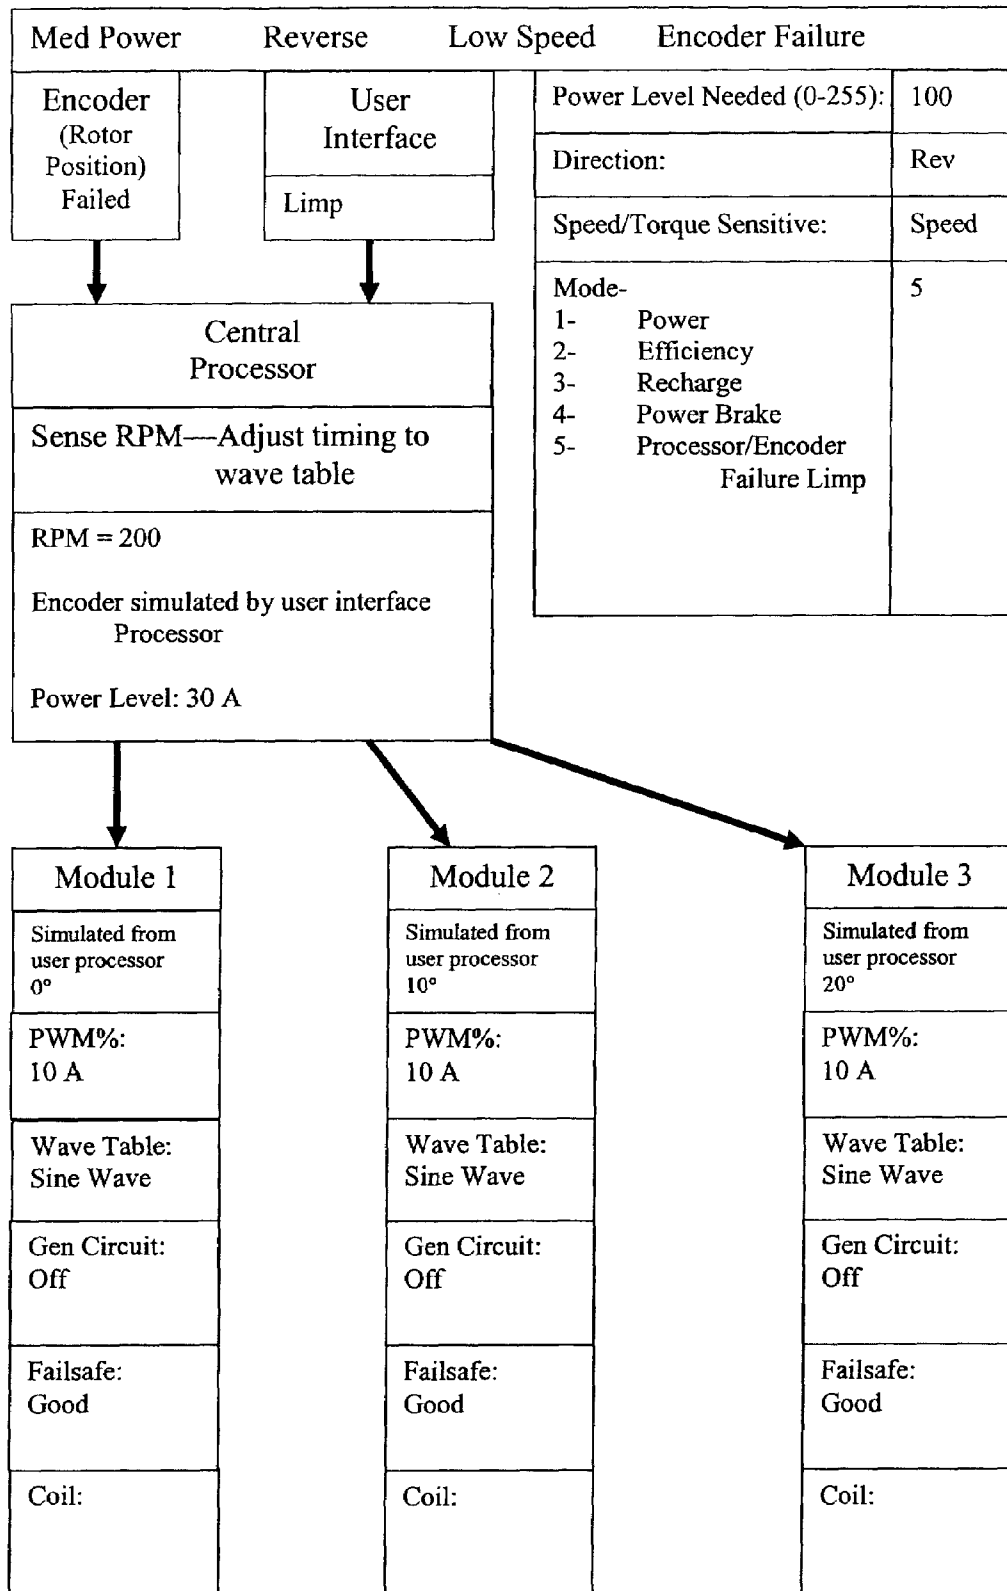 Med Power Reverse Low Speed Encoder Failure
Encoder
(Rotor
Position)
Failed
User
Interface
Limp
Power Level Needed (0-255): 100
Direction: Rev
Speed/Torque Sensitive: Speed
Mode- 5
1- Power
2- Efficiency
3- Recharge
4- Power Brake
5- Processor/Encoder
Failure Limp
Central
Processor
Sense RPM—Adjust timing to
wave table
RPM = 200
Encoder simulated by user interface
Processor
Power Level: 30 A
Module 1
Simulated from
user processor
0°
PWM%:
10 A
Wave Table:
Sine Wave
Gen Circuit:
Off
Failsafe:
Good
Coil:
Module 2
Simulated from
user processor
10°
PWM%:
10 A
Wave Table:
Sine Wave
Gen Circuit:
Off
Failsafe:
Good
Coil:
Module 3
Simulated from
user processor
20°
PWM%:
10 A
Wave Table:
Sine Wave
Gen Circuit:
Off
Failsafe:
Good
Coil: